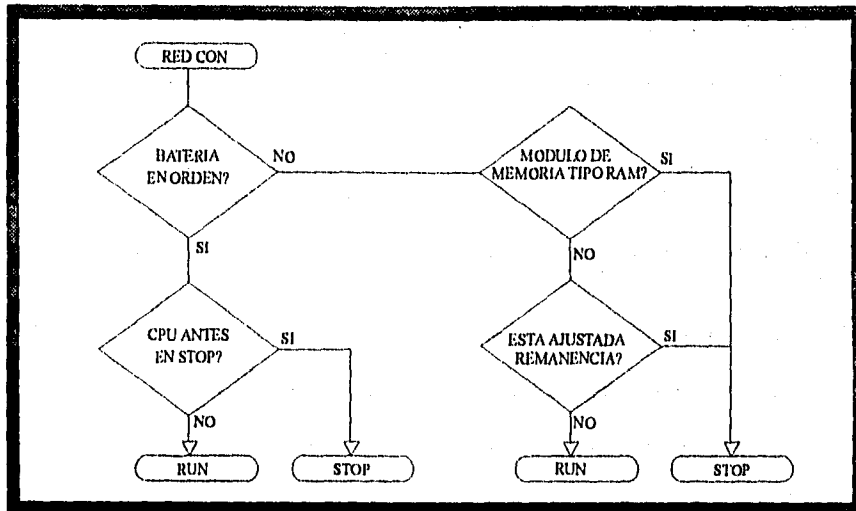 RED CON
BATERIA
EN ORDEN?
NO
MODULO DE
MEMORIA TIPO RAM?
SI
SI
NO
CPU ANTES
EN STOP?
SI
ESTA AJUSTADA
REMANENCIA?
SI
NO
NO
RUN
STOP
RUN
STOP